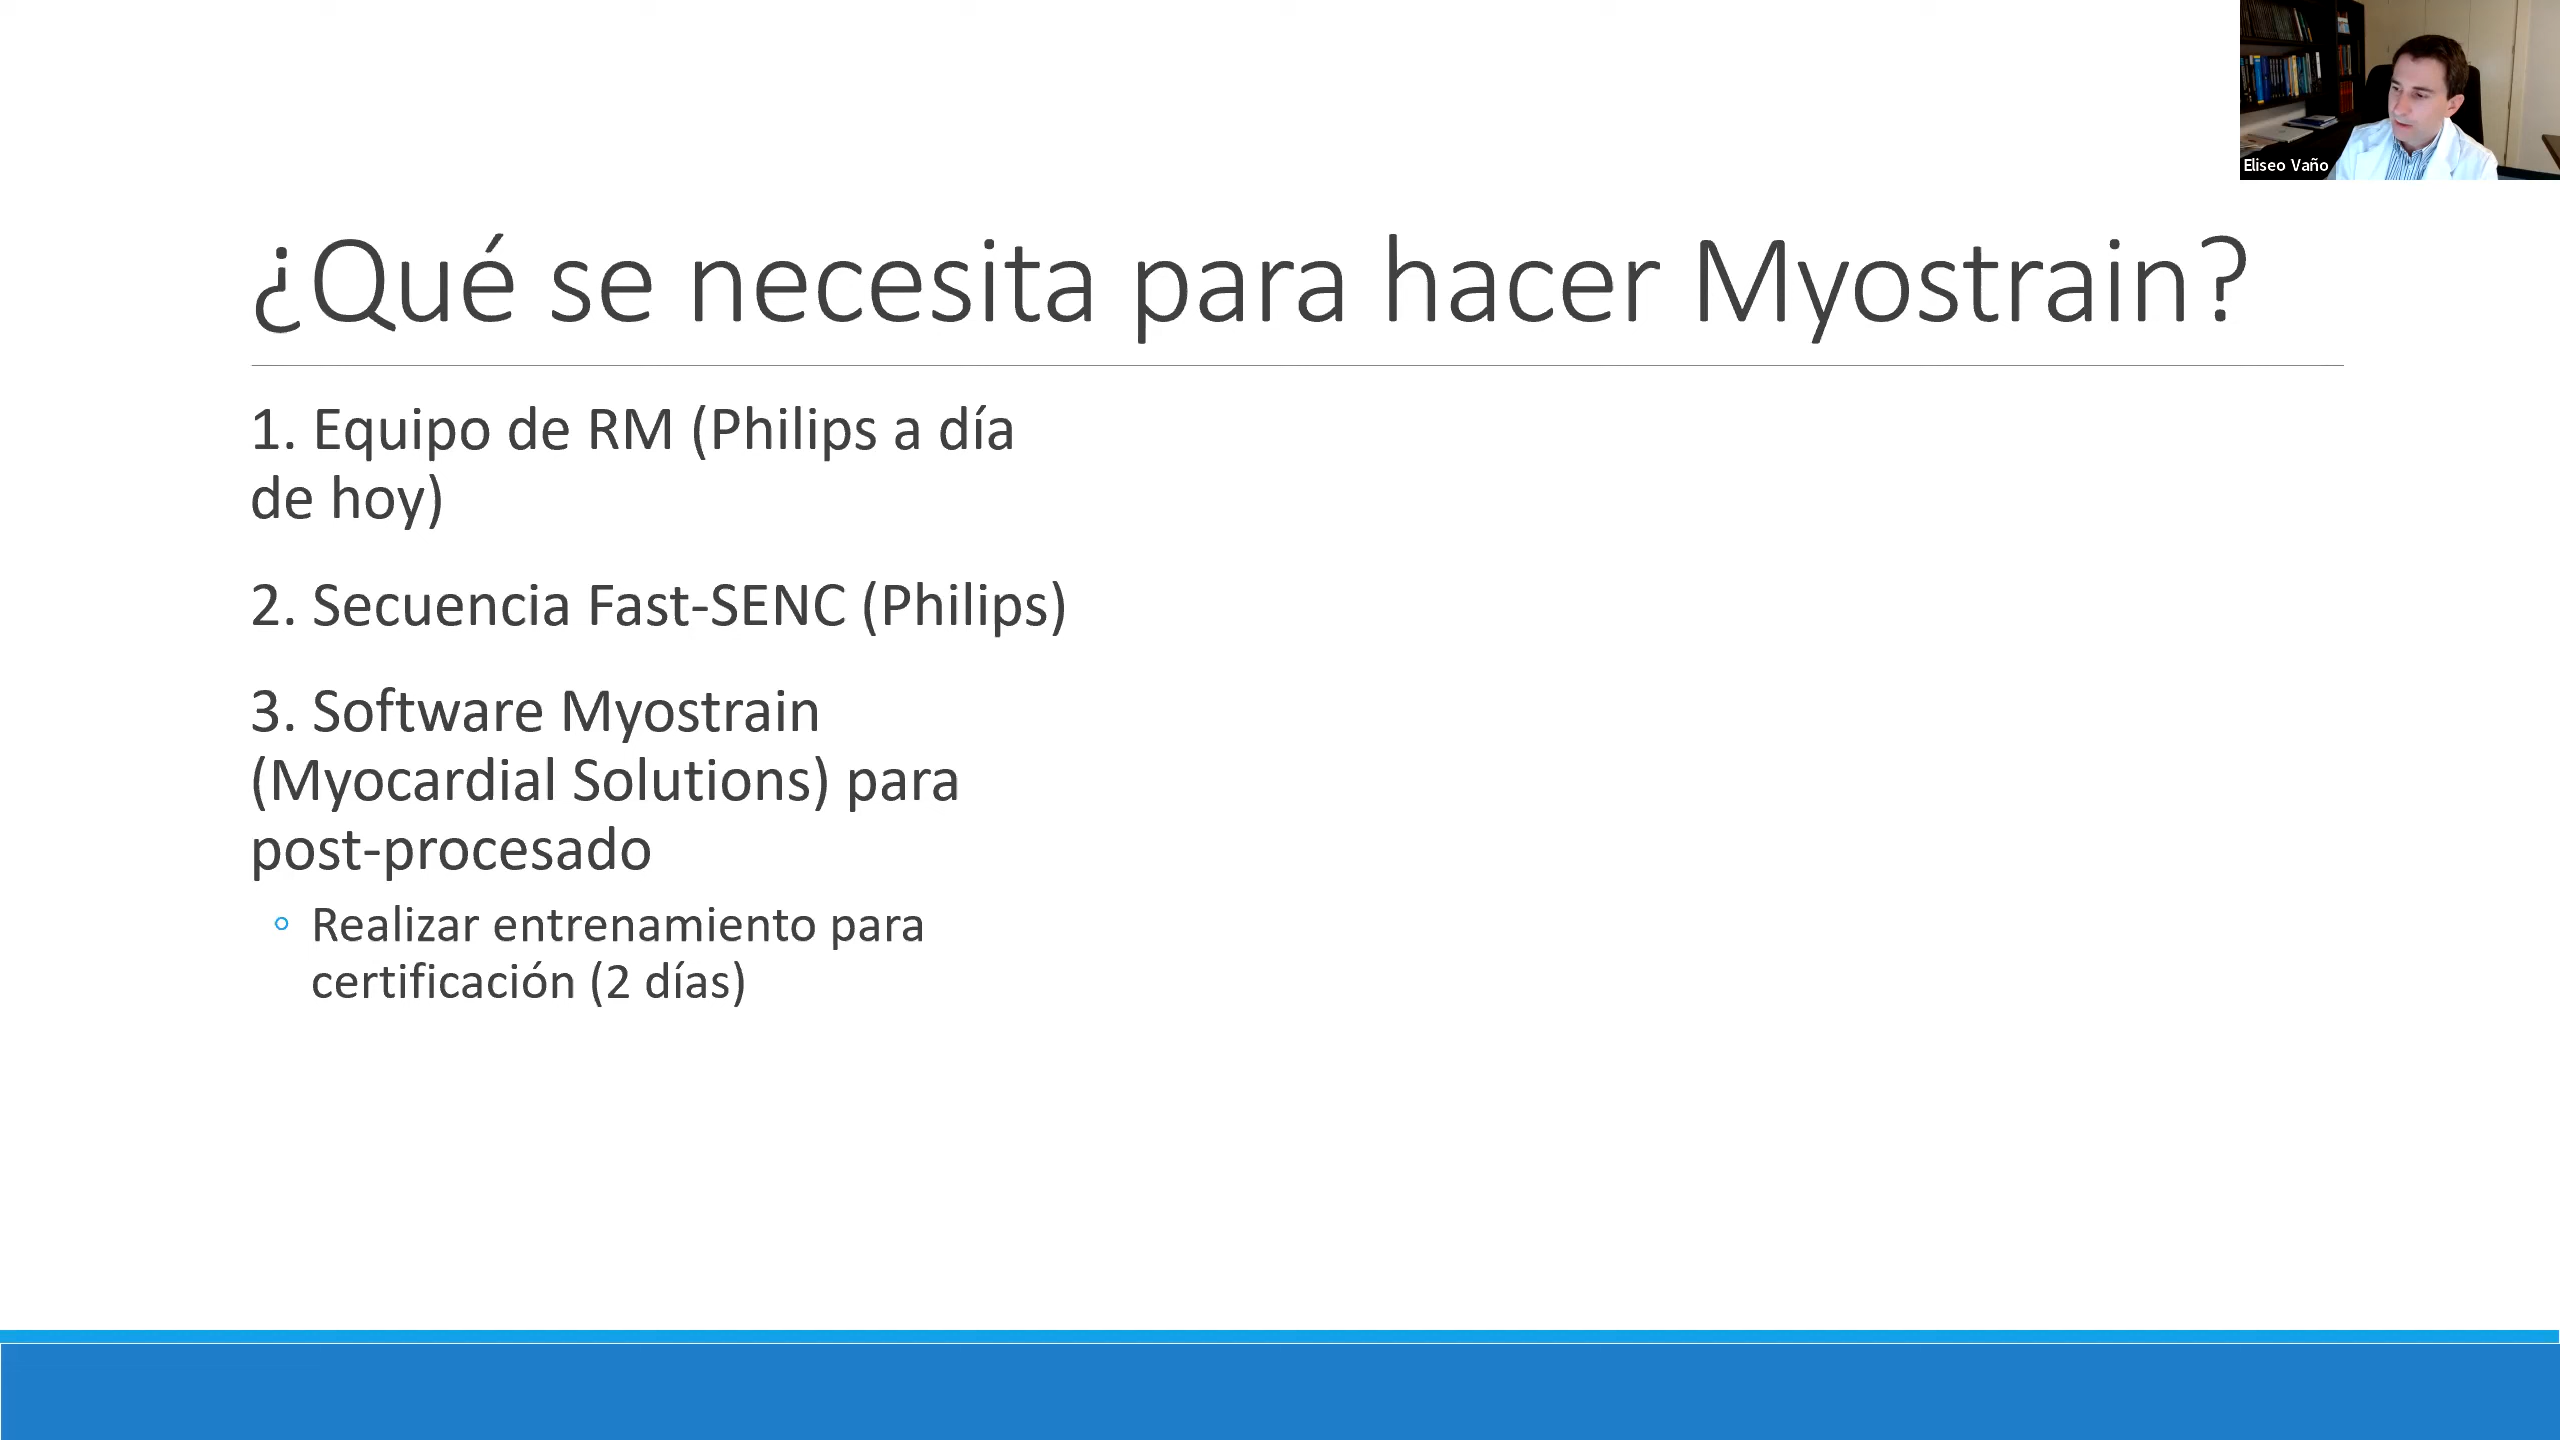 Eliseo Vaño
¿Qué se necesita para hacer Myostrain?
1. Equipo de RM (Philips a día
de hoy)
2. Secuencia Fast-SENC (Philips)
3. Software Myostrain
(Myocardial Solutions) para
post-procesado
◦ Realizar entrenamiento para
certificación (2 días)